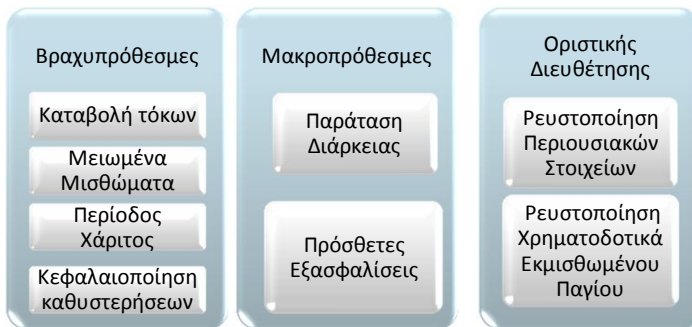 Βραχυπρόθεσμες
Καταβολή τόκων
Μειωμένα
Μισθώματα
Περίοδος
Χάριτος
Κεφαλαιοποίηση
καθυστερήσεων
Μακροπρόθεσμες
Παράταση
Διάρκειας
Πρόσθετες
Εξασφαλίσεις
Οριστικής
Διευθέτησης
Ρευστοποίηση
Περιουσιακών
Στοιχείων
Ρευστοποίηση
Χρηματοδοτικά
Εκμισθωμένου
Παγίου